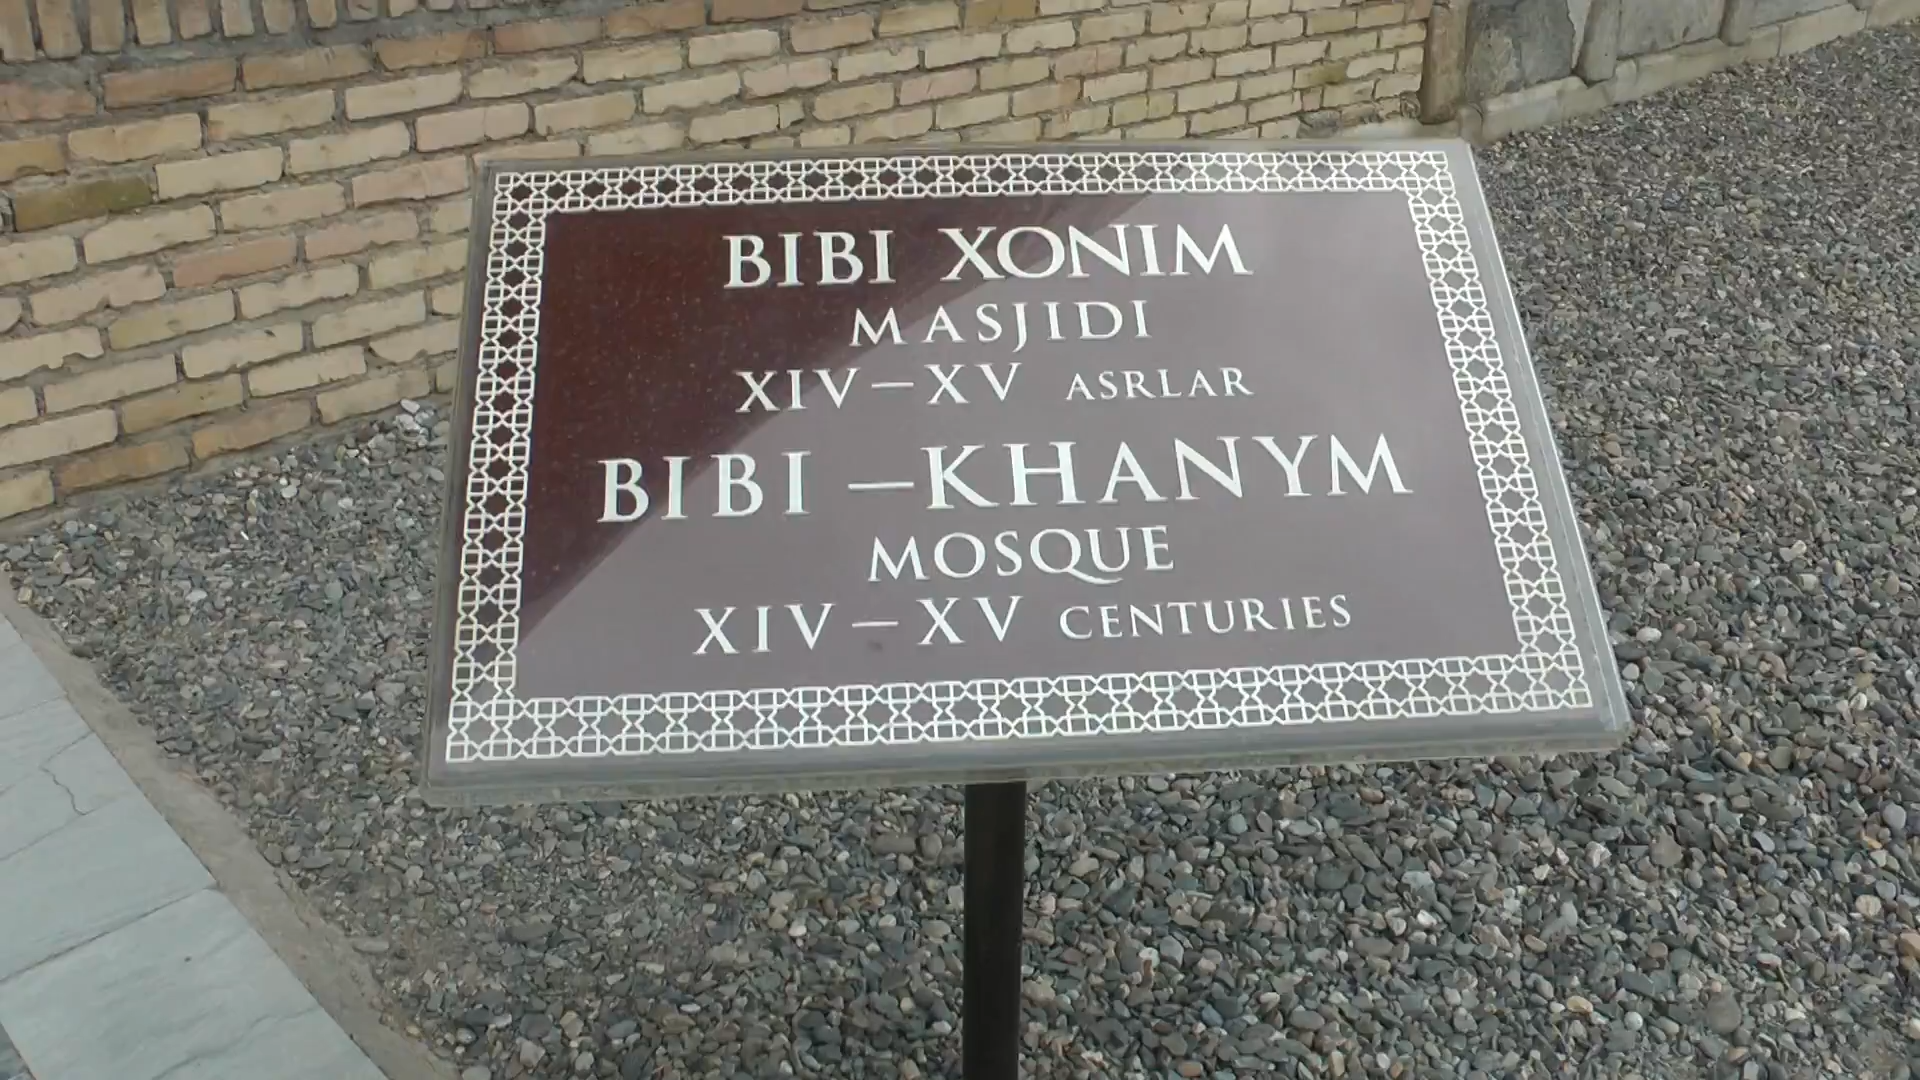 BIBI XONIM
MASJIDI
XIV–XV ASRLAR
BIBI –KHANYM
MOSQUE
XIV–XV CENTURIES